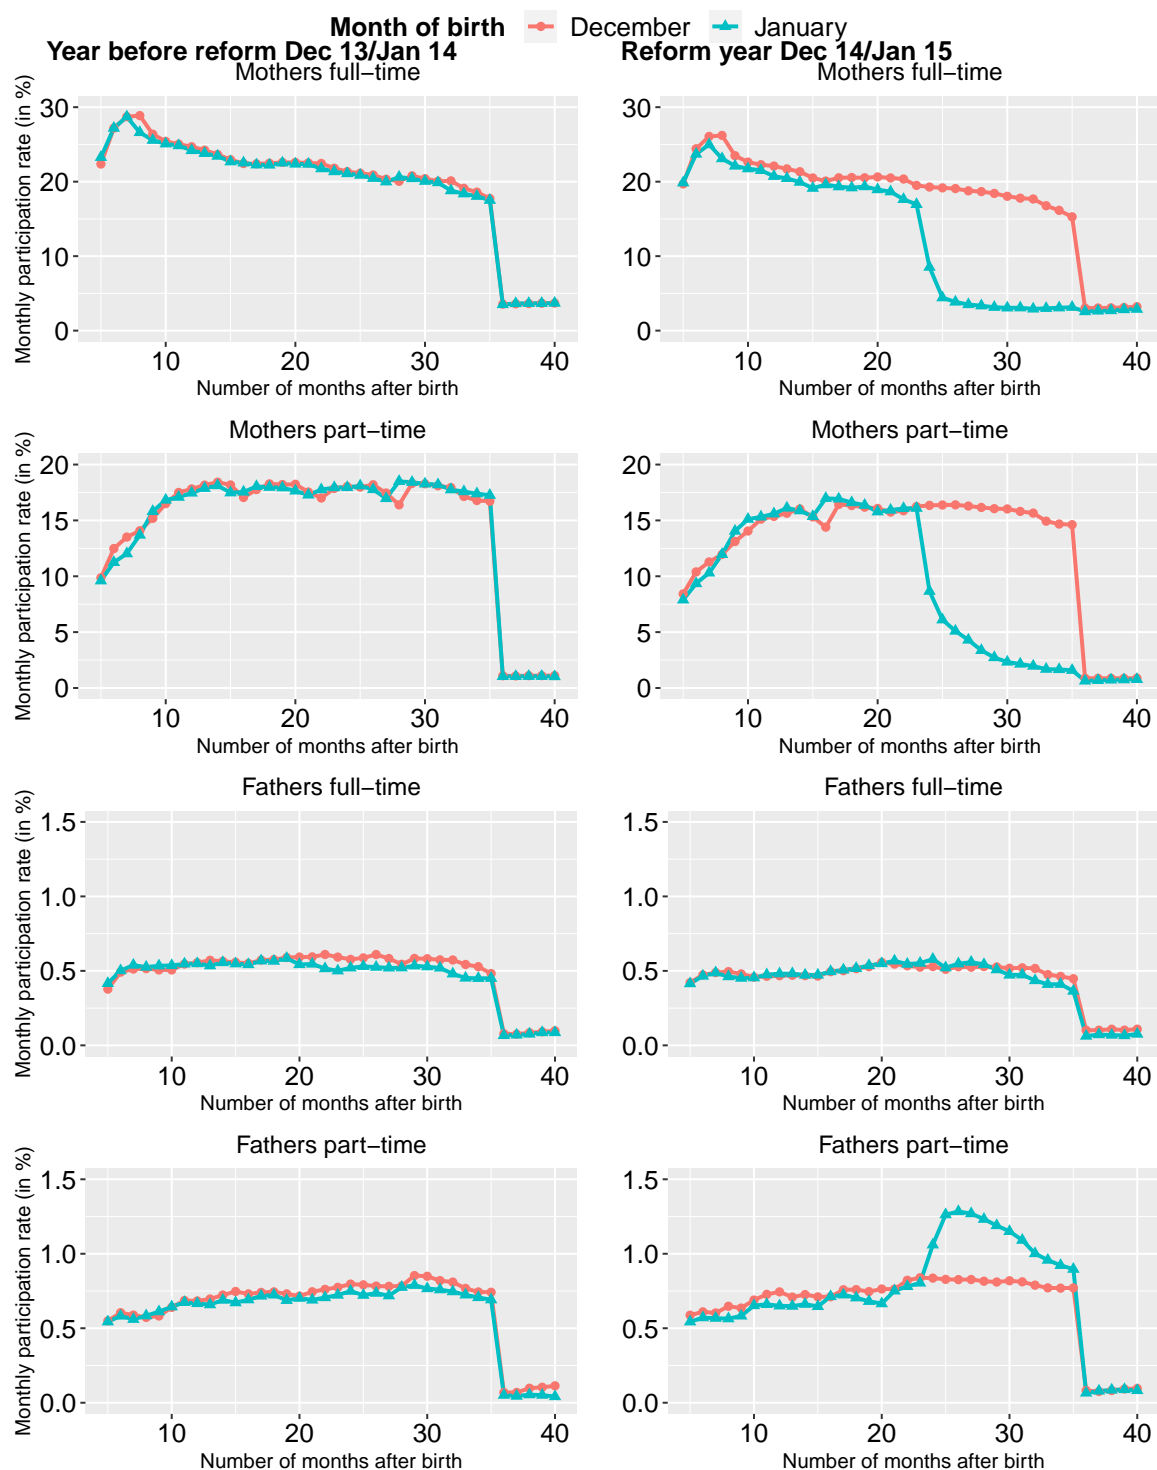 Month of birth December January
Year before reform Dec 13/Jan 14 Reform year Dec 14/Jan 15
Mothers full−time Mothers full−time
Monthly participation rate (in %)
30
20
10
0
10 20 30 40
Number of months after birth
30
20
10
0
10 20 30 40
Number of months after birth
Mothers part−time Mothers part−time
Monthly participation rate (in %)
20
15
10
5
0
10 20 30 40
Number of months after birth
20
15
10
5
0
10 20 30 40
Number of months after birth
Fathers full−time Fathers full−time
Monthly participation rate (in %)
1.5
1.0
0.5
0.0
10 20 30 40
Number of months after birth
1.5
1.0
0.5
0.0
10 20 30 40
Number of months after birth
Fathers part−time Fathers part−time
Monthly participation rate (in %)
1.5
1.0
0.5
0.0
10 20 30 40
Number of months after birth
1.5
1.0
0.5
0.0
10 20 30 40
Number of months after birth